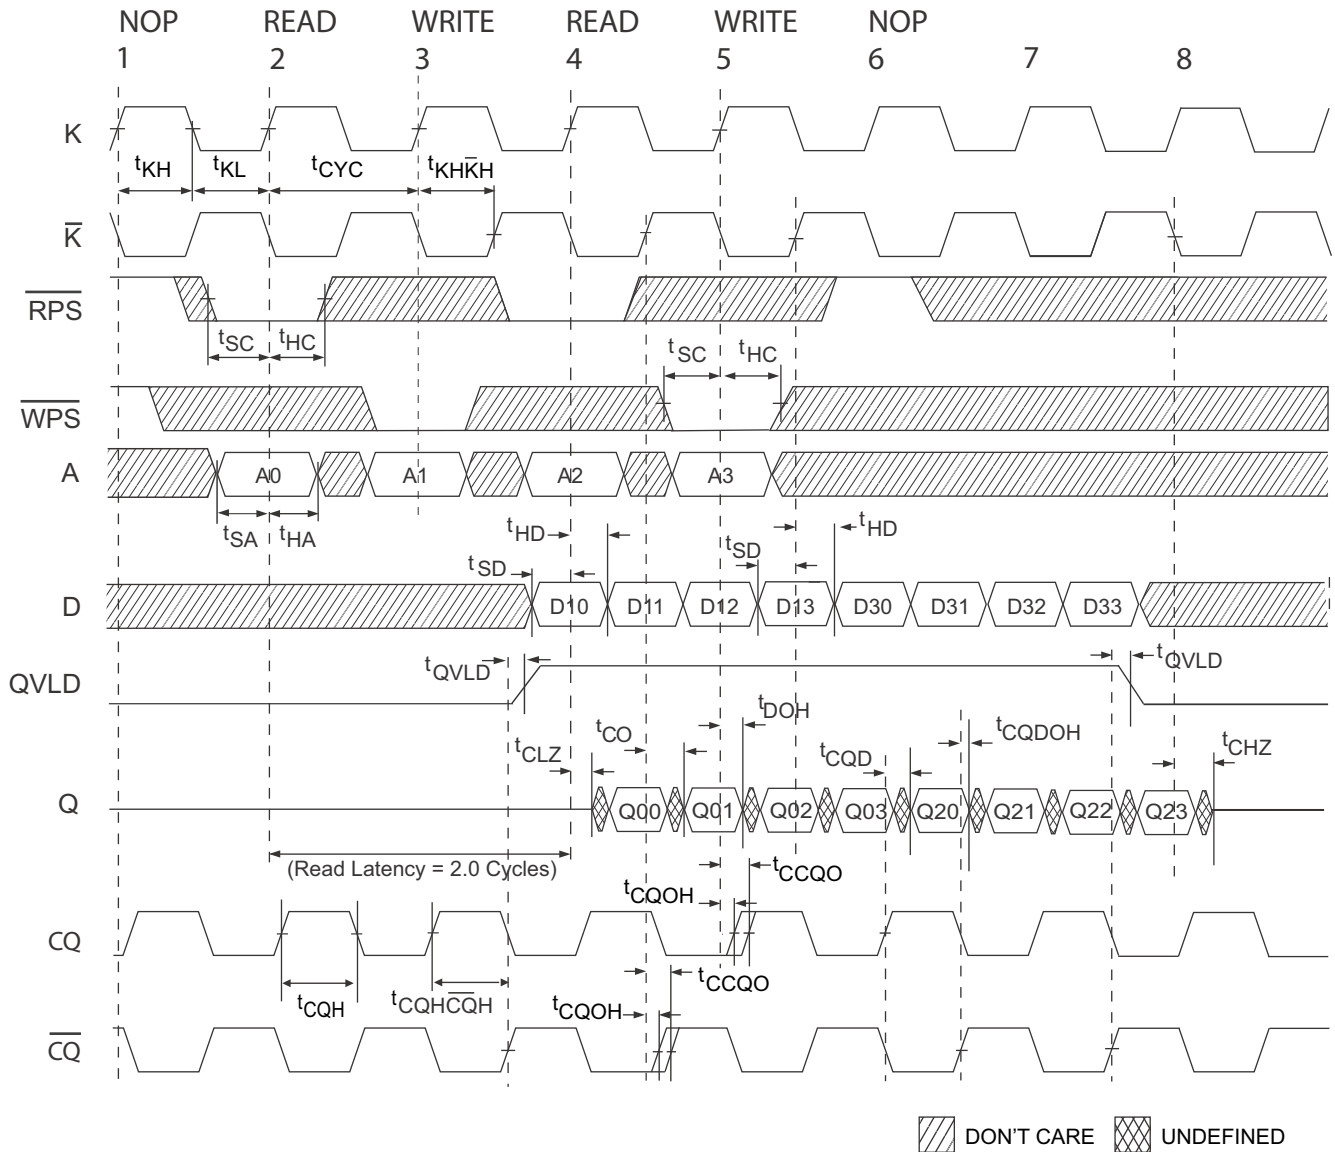 NOP READ WRITE READ WRITE NOP
1 2 3 4 5 6 7 8
K
tKH tKL tCYC tKHK̅H
K̅
R̅P̅S̅
tSC tHC
tSC tHC
W̅P̅S̅
A A0 A1 A2 A3
tSA tHA
tHD tHD
tSD tSD
D D10 D11 D12 D13 D30 D31 D32 D33
QVLD tQVLD tQVLD
tCLZ tCO tDOH tCQD tCQDOH tCHZ
Q Q00 Q01 Q02 Q03 Q20 Q21 Q22 Q23
(Read Latency = 2.0 Cycles)
tCCQO
tCQOH
CQ
tCQH tCQHC̅Q̅H tCCQO
tCQOH
C̅Q̅
DON'T CARE UNDEFINED